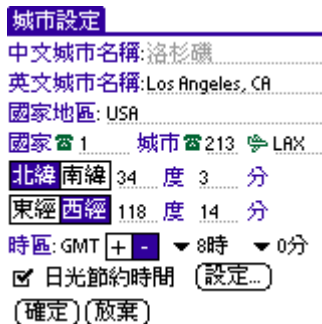 城市設定
中文城市名稱:洛杉磯
英文城市名稱:Los Angeles, CA
國家地區: USA
國家☎1 城市☎213 LAX
北緯 南緯 34 度 3 分
東經 西經 118 度 14 分
時區: GMT + - ▼8時 ▼0分
☑ 日光節約時間 (設定...)
(確定) (放棄)